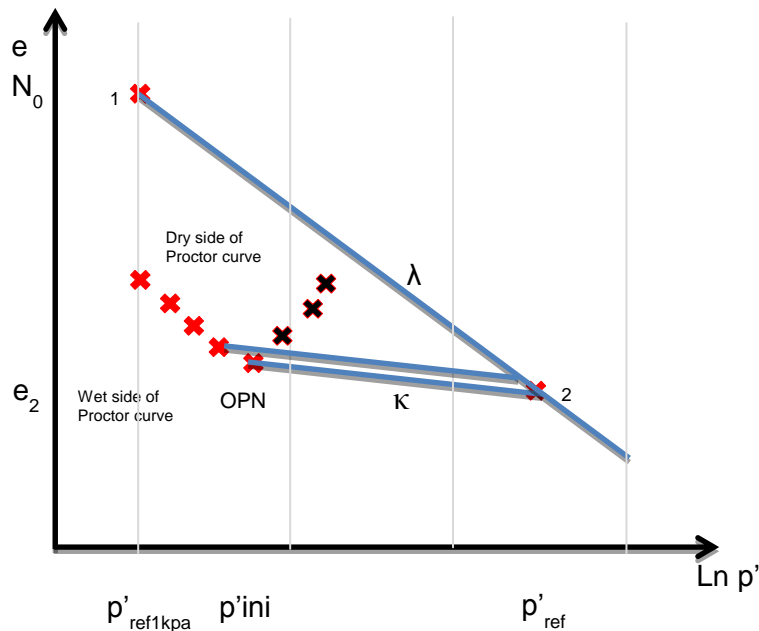 e
N₀
1
Dry side of
Proctor curve
λ
e₂
Wet side of
Proctor curve
OPN
κ
2
Ln p'
p'ref1kpa
p'ini
p'ref